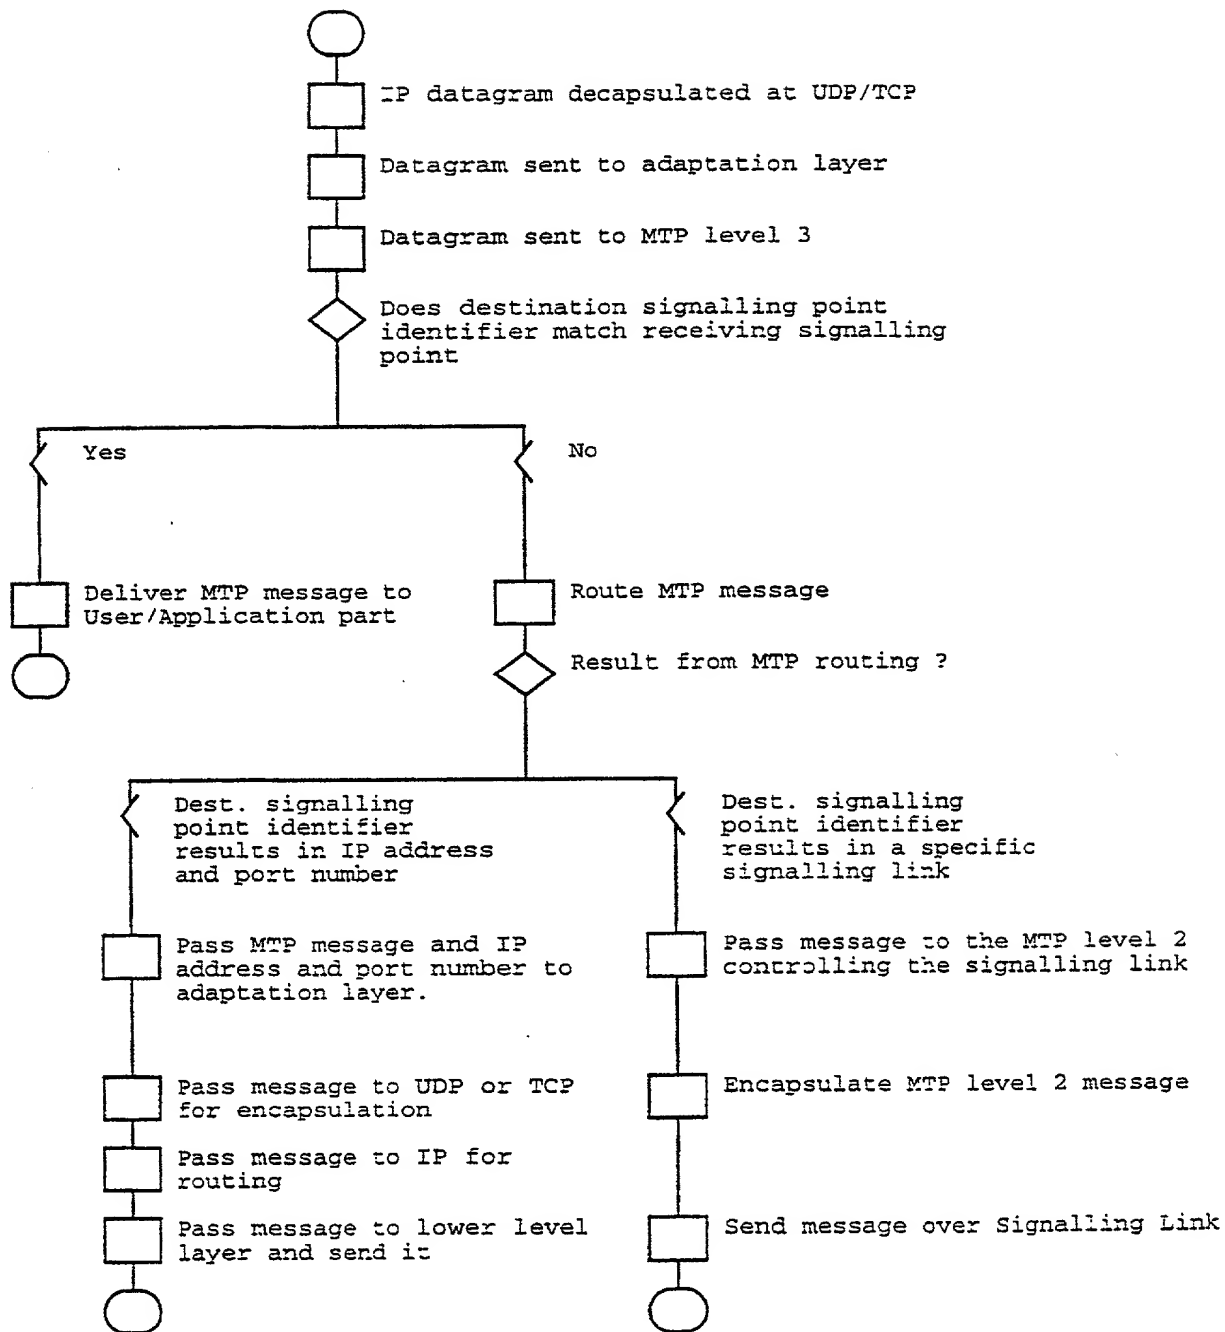 IP datagram decapsulated at UDP/TCP
Datagram sent to adaptation layer
Datagram sent to MTP level 3
Does destination signalling point
identifier match receiving signalling
point
Yes
No
Deliver MTP message to
User/Application part
Route MTP message
Result from MTP routing ?
Dest. signalling
point identifier
results in IP address
and port number
Dest. signalling
point identifier
results in a specific
signalling link
Pass MTP message and IP
address and port number to
adaptation layer.
Pass message to the MTP level 2
controlling the signalling link
Pass message to UDP or TCP
for encapsulation
Encapsulate MTP level 2 message
Pass message to IP for
routing
Pass message to lower level
layer and send it
Send message over Signalling Link